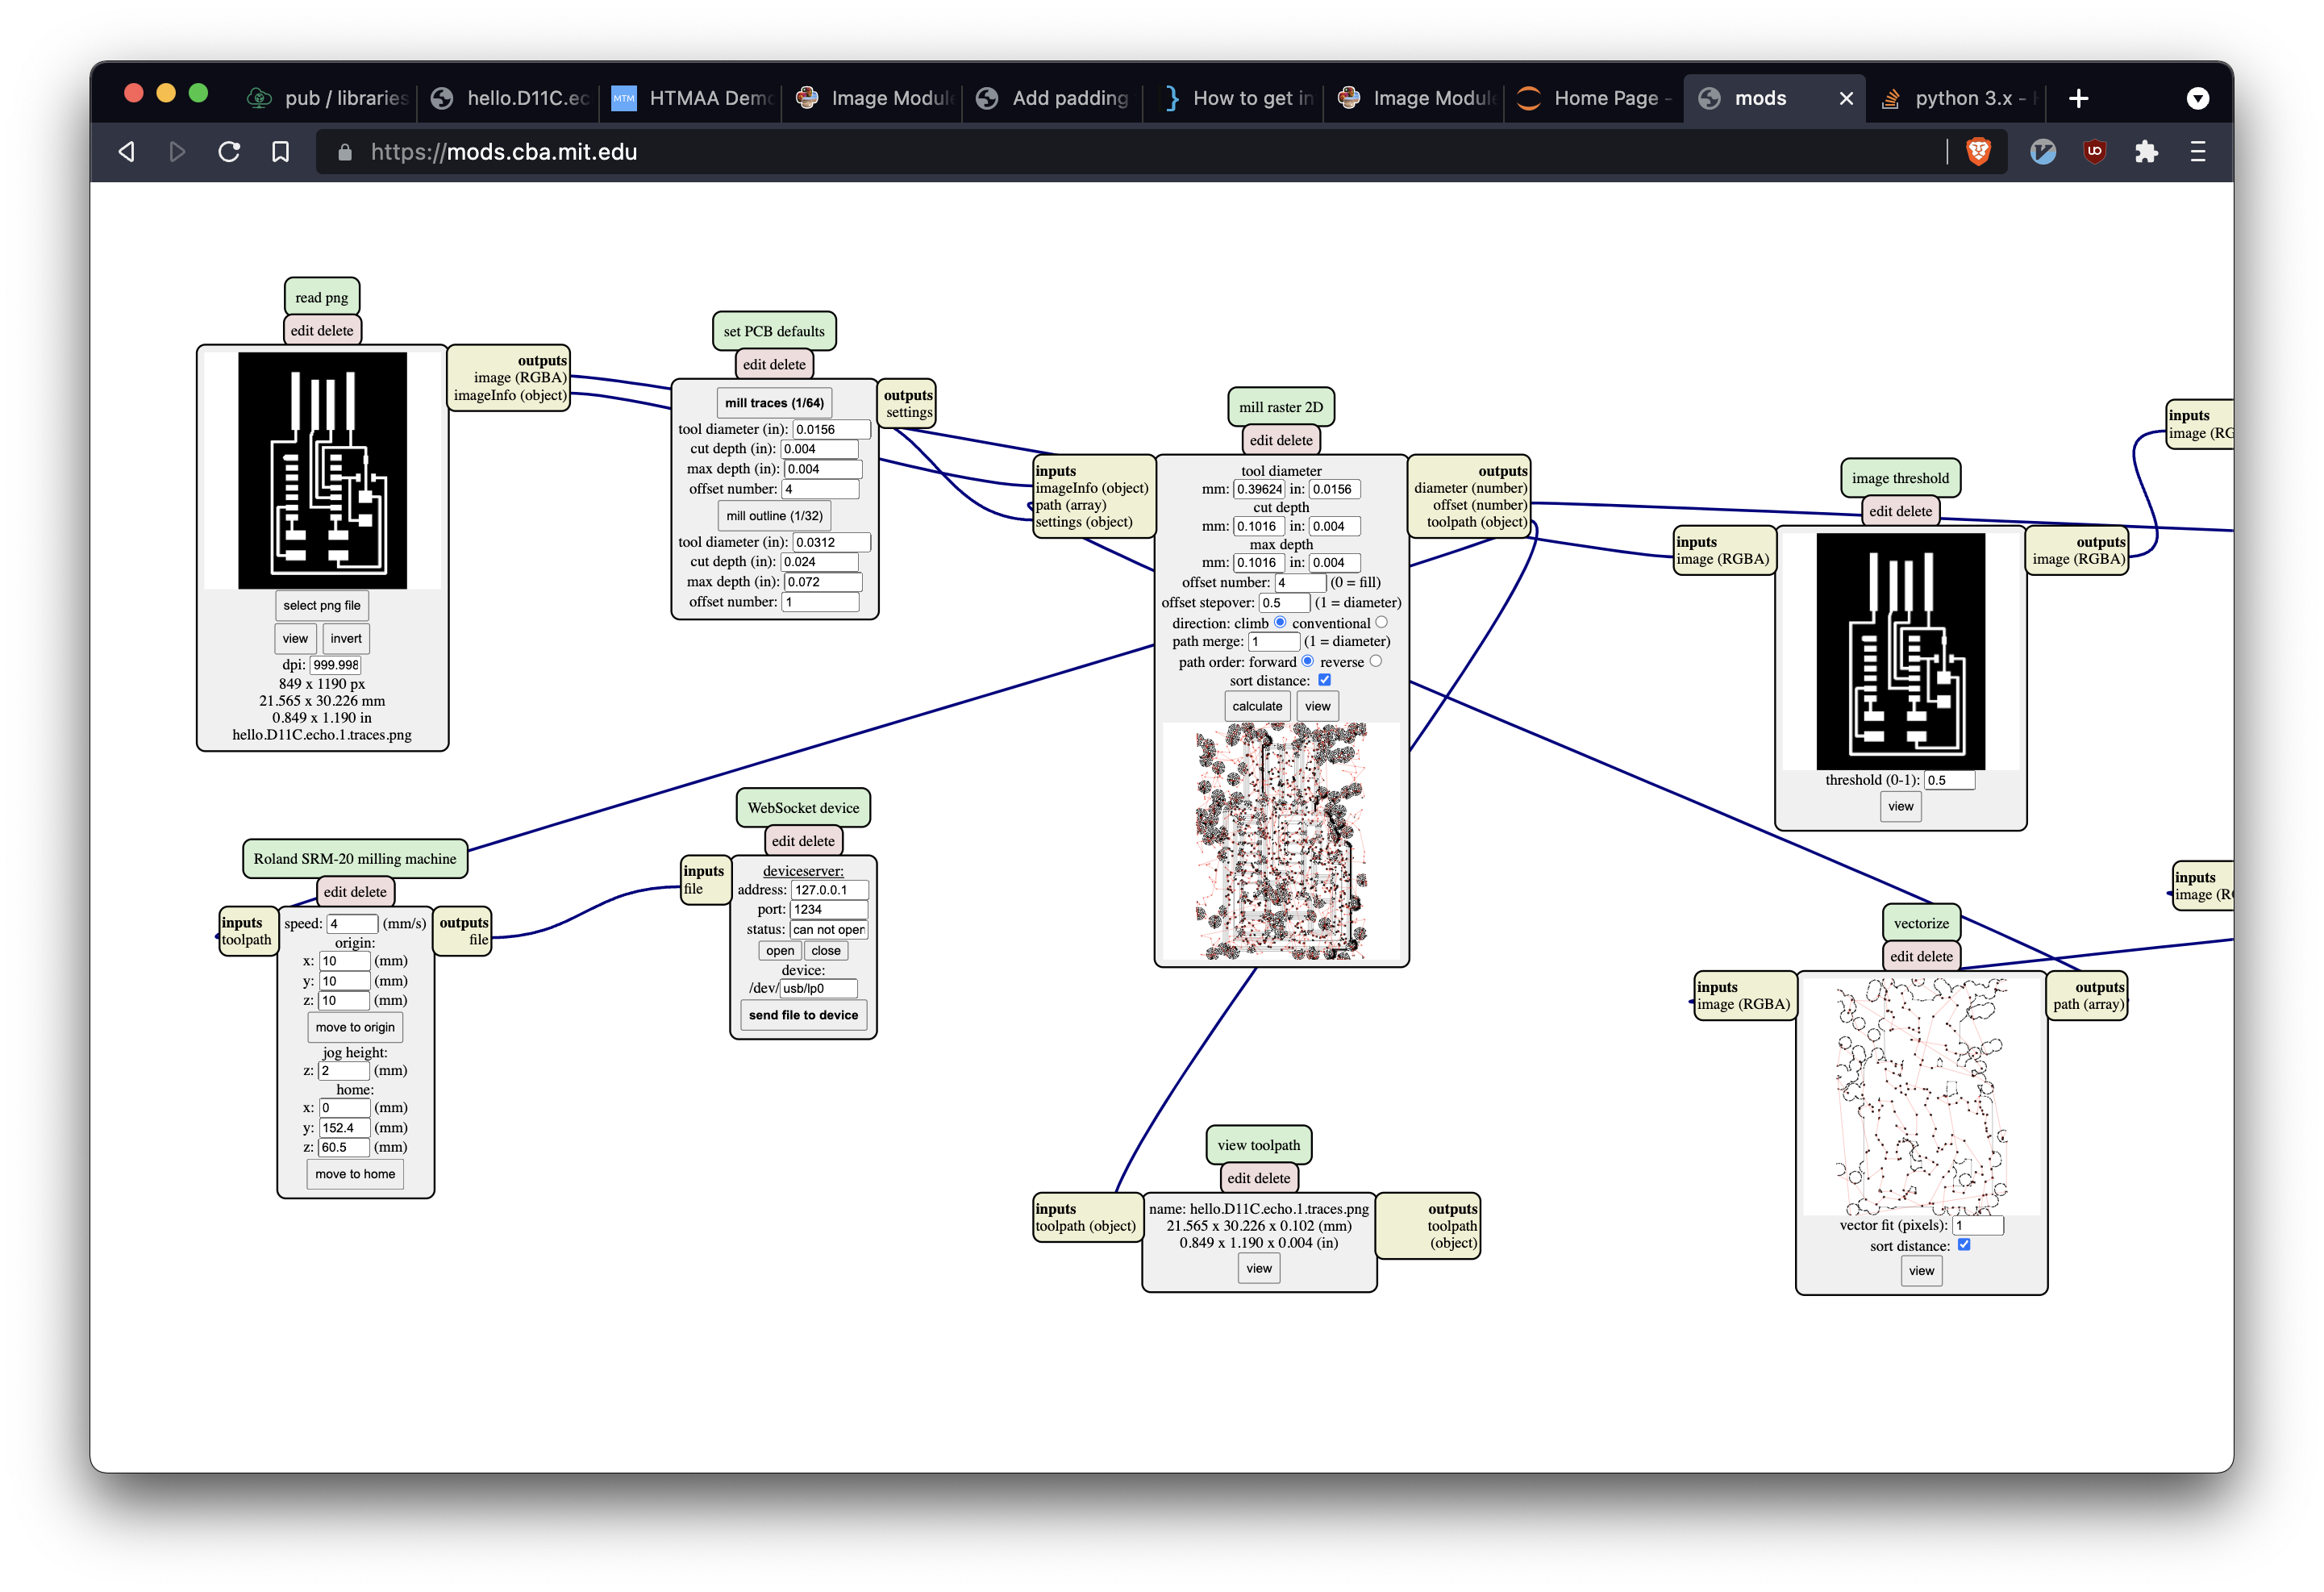 pub / libraries
hello.D11C.ec
MTM
HTMAA Demo
Image Modul
Add padding
How to get in
Image Modul
Home Page -
mods
python 3.x -
https://mods.cba.mit.edu
read png
edit delete
outputs
image (RGBA)
imageInfo (object)
select png file
view
invert
dpi: 999.998
849 x 1190 px
21.565 x 30.226 mm
0.849 x 1.190 in
hello.D11C.echo.1.traces.png
set PCB defaults
edit delete
mill traces (1/64)
tool diameter (in): 0.0156
cut depth (in): 0.004
max depth (in): 0.004
offset number: 4
mill outline (1/32)
tool diameter (in): 0.0312
cut depth (in): 0.024
max depth (in): 0.072
offset number: 1
outputs
settings
mill raster 2D
edit delete
inputs
imageInfo (object)
path (array)
settings (object)
tool diameter
mm: 0.39624 in: 0.0156
cut depth
mm: 0.1016 in: 0.004
max depth
mm: 0.1016 in: 0.004
offset number: 4 (0 = fill)
offset stepover: 0.5 (1 = diameter)
direction: climb conventional
path merge: 1 (1 = diameter)
path order: forward reverse
sort distance:
calculate
view
outputs
diameter (number)
offset (number)
toolpath (object)
image threshold
edit delete
inputs
image (RGBA)
outputs
image (RGBA)
threshold (0-1): 0.5
view
inputs
image (RG
Roland SRM-20 milling machine
edit delete
inputs
toolpath
speed: 4 (mm/s)
origin:
x: 10 (mm)
y: 10 (mm)
z: 10 (mm)
move to origin
jog height:
z: 2 (mm)
home:
x: 0 (mm)
y: 152.4 (mm)
z: 60.5 (mm)
move to home
outputs
file
WebSocket device
edit delete
inputs
file
deviceserver:
address: 127.0.0.1
port: 1234
status: can not open
open
close
device:
/dev/ usb/lp0
send file to device
view toolpath
edit delete
inputs
toolpath (object)
name: hello.D11C.echo.1.traces.png
21.565 x 30.226 x 0.102 (mm)
0.849 x 1.190 x 0.004 (in)
view
outputs
toolpath
(object)
inputs
image (R
vectorize
edit delete
inputs
image (RGBA)
outputs
path (array)
vector fit (pixels): 1
sort distance:
view